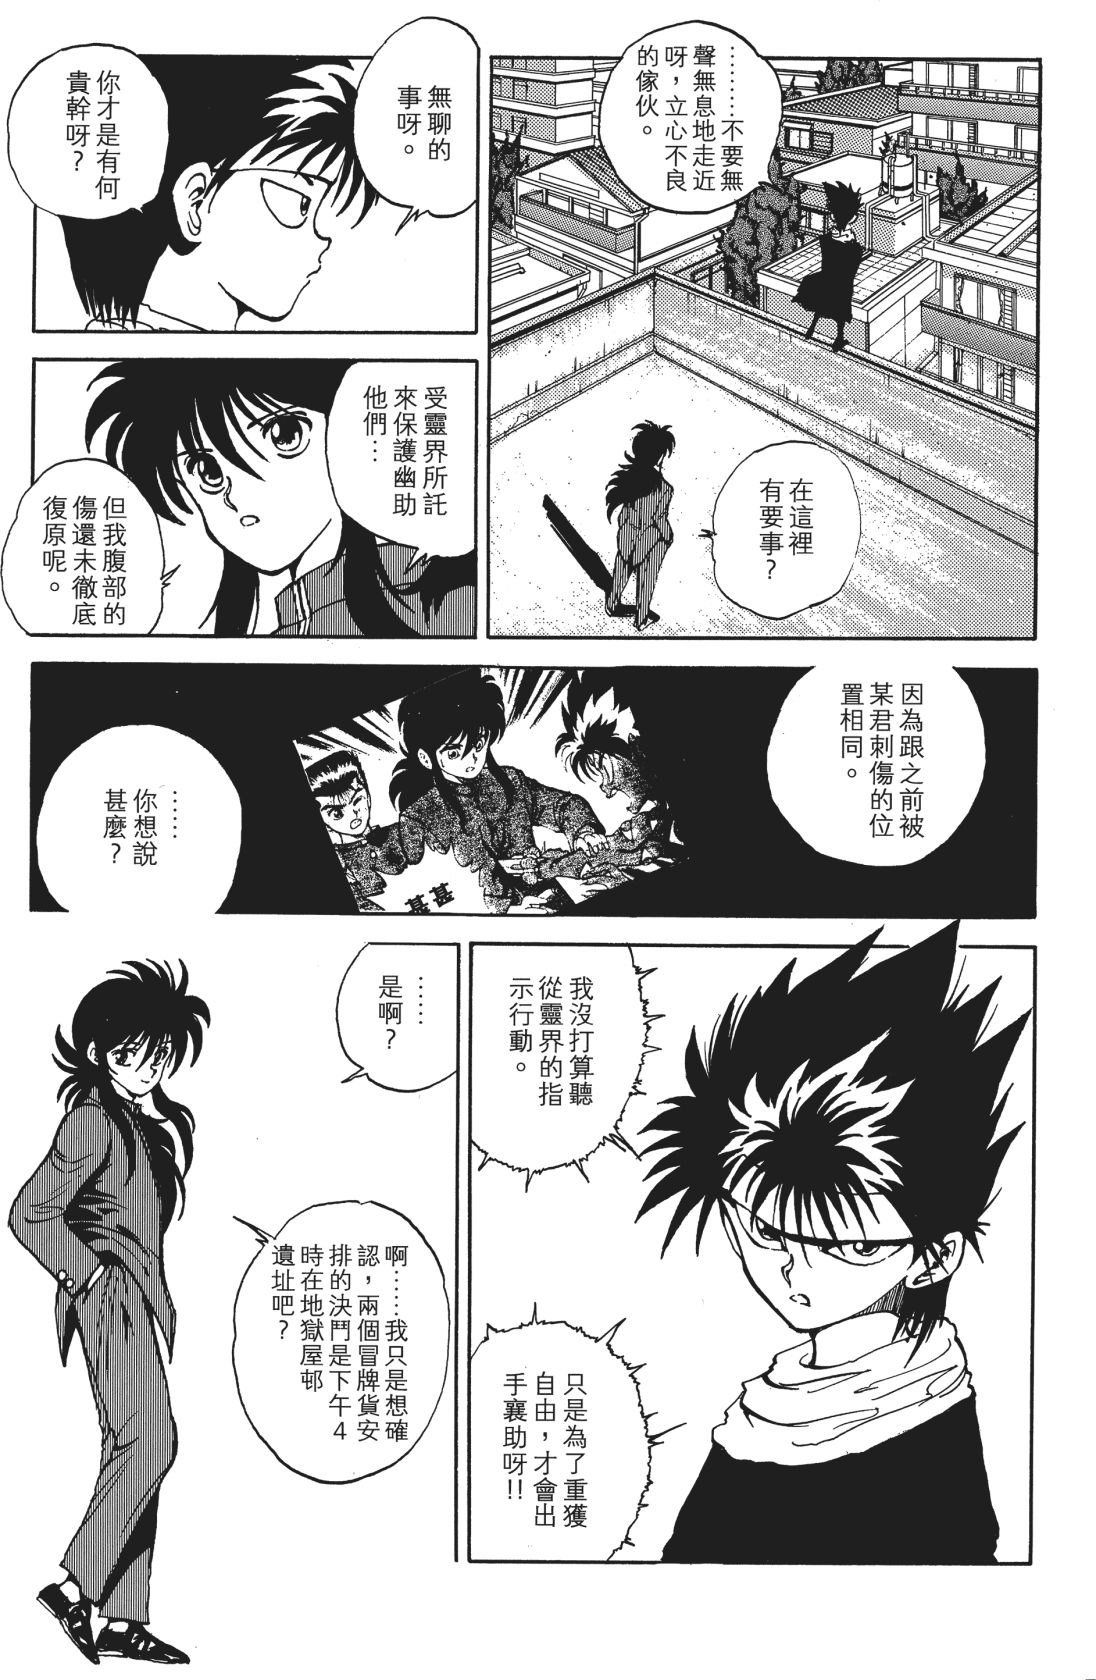 ………不要無
聲無息地走近
呀，立心不良
的傢伙。
在這裡
有要事？
無聊的
事呀。
你才是有何
貴幹呀？
受靈界所託
來保護幽助
他們…
但我腹部的
傷還未徹底
復原呢。
因為跟之前被
某君刺傷的位
置相同。
甚
甚
……
你想說
甚麼？
我沒打算聽
從靈界的指
示行動。
只是為了重獲
自由，才會出
手襄助呀!!
……
是啊？
啊……我只是想確
認，兩個冒牌貨安
排的決鬥是下午4
時在地獄屋邨
遺址吧？